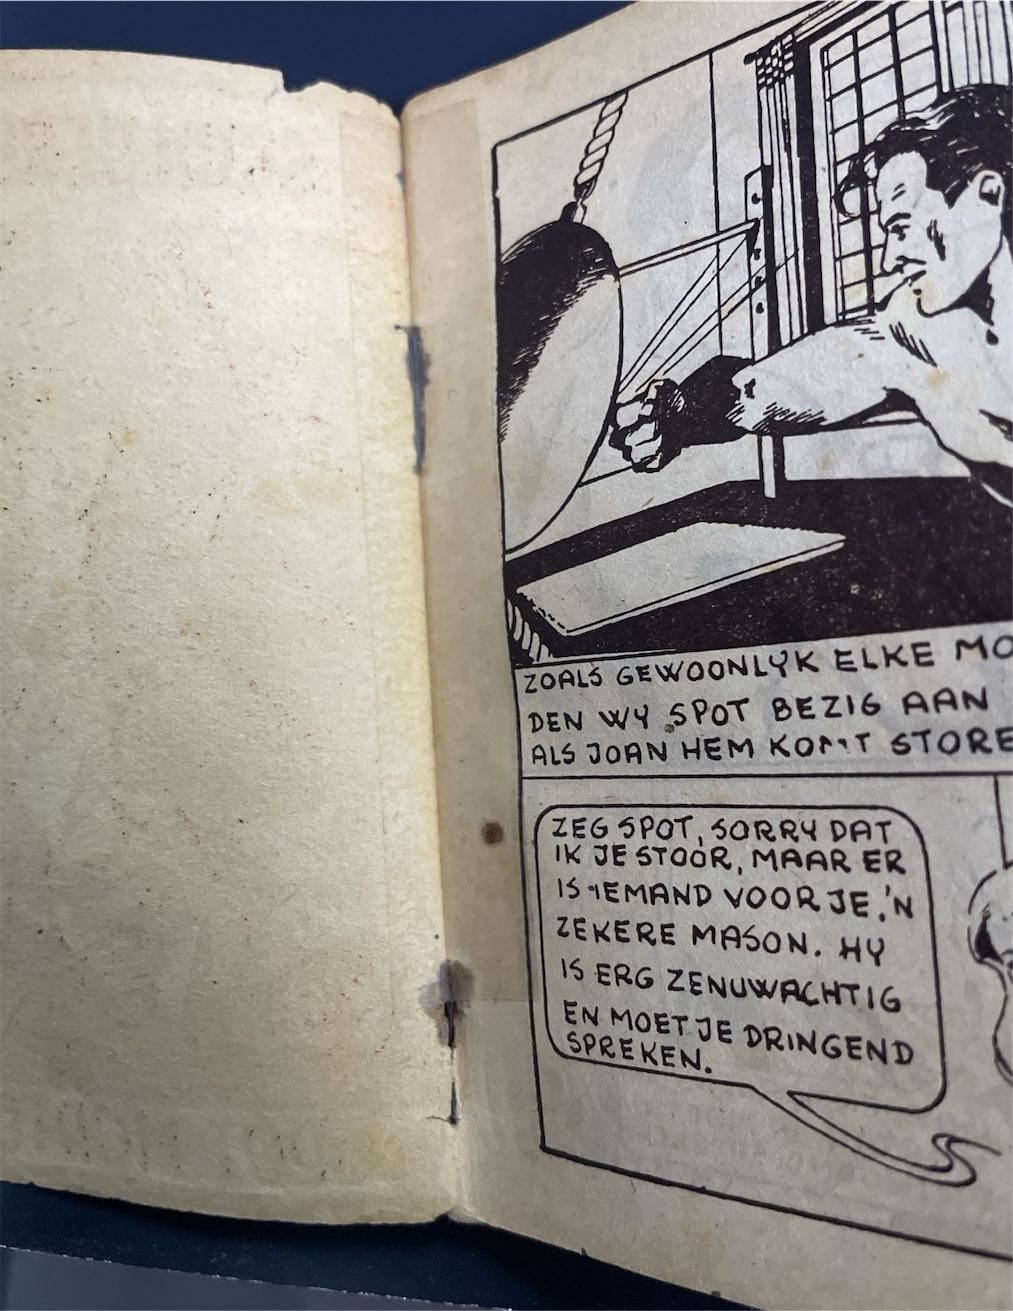 ZOALS GEWOONLYK ELKE MO
DEN WY SPOT BEZIG AAN
ALS JOAN HEM KOMT STORE
ZEG SPOT, SORRY DAT
IK JE STOOR, MAAR ER
IS IEMAND VOOR JE, 'N
ZEKERE MASON. HY
IS ERG ZENUWACHTIG
EN MOET JE DRINGEND
SPREKEN.